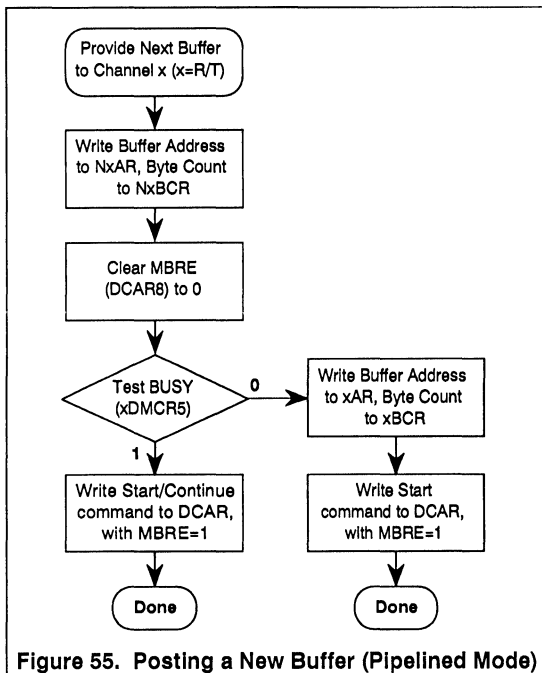 Provide Next Buffer
to Channel x (x=R/T)
Write Buffer Address
to NxAR, Byte Count
to NxBCR
Clear MBRE
(DCAR8) to 0
Test BUSY
(xDMCR5)
0
1
Write Buffer Address
to xAR, Byte Count
to xBCR
Write Start/Continue
command to DCAR,
with MBRE=1
Write Start
command to DCAR,
with MBRE=1
Done
Done
Figure 55. Posting a New Buffer (Pipelined Mode)